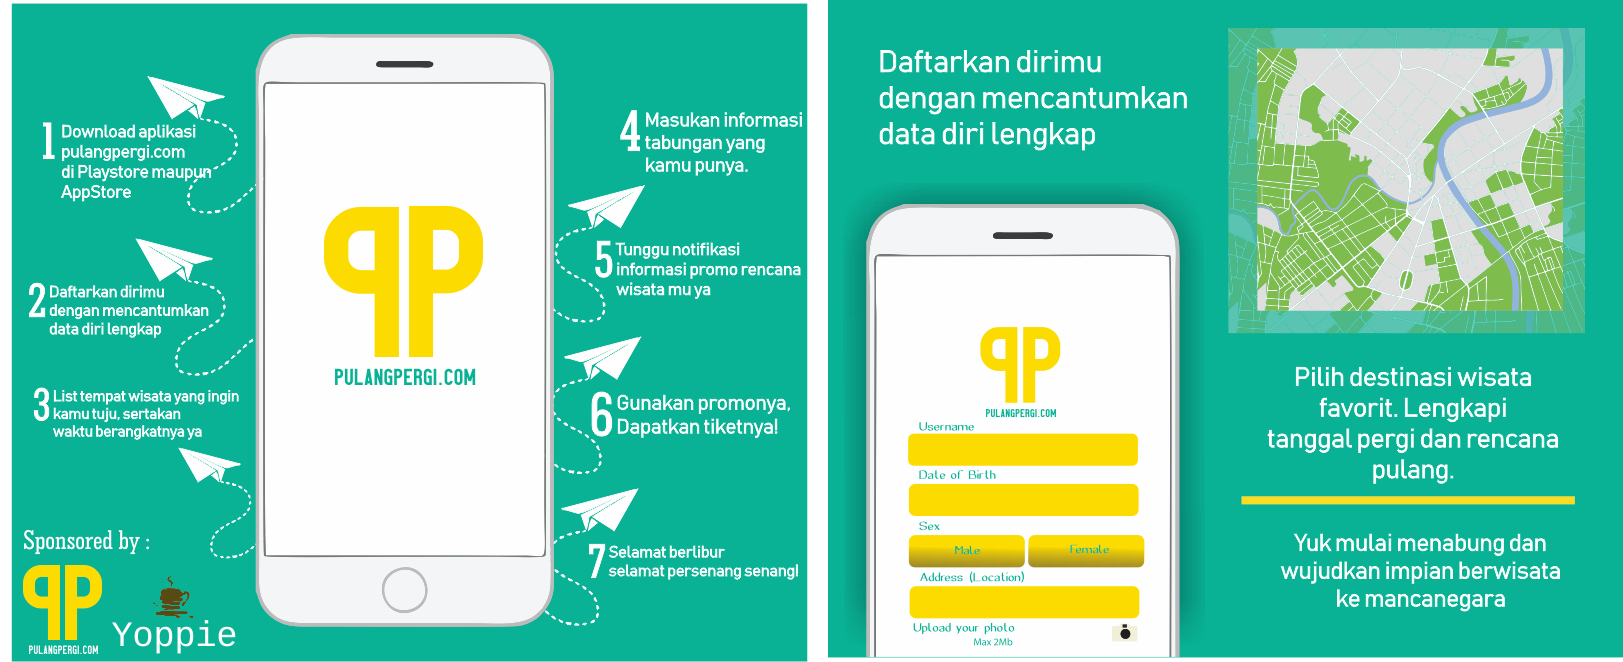 1 Download aplikasi
pulangpergi.com
di Playstore maupun
AppStore
2 Daftarkan dirimu
dengan mencantumkan
data diri lengkap
3 List tempat wisata yang ingin
kamu tuju, sertakan
waktu berangkatnya ya
Sponsored by :
PP
PULANGPERGI.COM
Yoppie
PP
PULANGPERGI.COM
4 Masukan informasi
tabungan yang
kamu punya.
5 Tunggu notifikasi
informasi promo rencana
wisata mu ya
6 Gunakan promonya,
Dapatkan tiketnya!
7 Selamat berlibur
selamat persenang senang!
Daftarkan dirimu
dengan mencantumkan
data diri lengkap
PP
PULANGPERGI.COM
Username
Date of Birth
Sex
Male Female
Address (Location)
Upload your photo
Max 2Mb
Pilih destinasi wisata
favorit. Lengkapi
tanggal pergi dan rencana
pulang.
Yuk mulai menabung dan
wujudkan impian berwisata
ke mancanegara